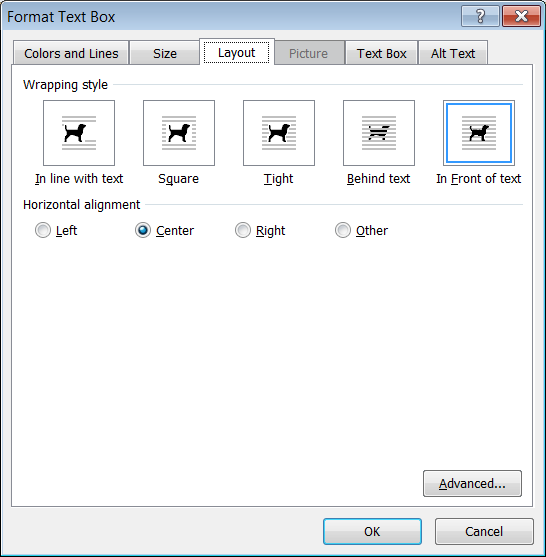 Format Text Box
Colors and Lines Size Layout Picture Text Box Alt Text
Wrapping style
In line with text Square Tight Behind text In Front of text
Horizontal alignment
Left Center Right Other
Advanced...
OK Cancel